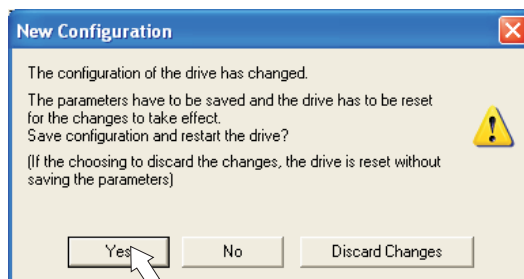 New Configuration
The configuration of the drive has changed.
The parameters have to be saved and the drive has to be reset
for the changes to take effect.
Save configuration and restart the drive?
(If the choosing to discard the changes, the drive is reset without
saving the parameters)
Yes
No
Discard Changes